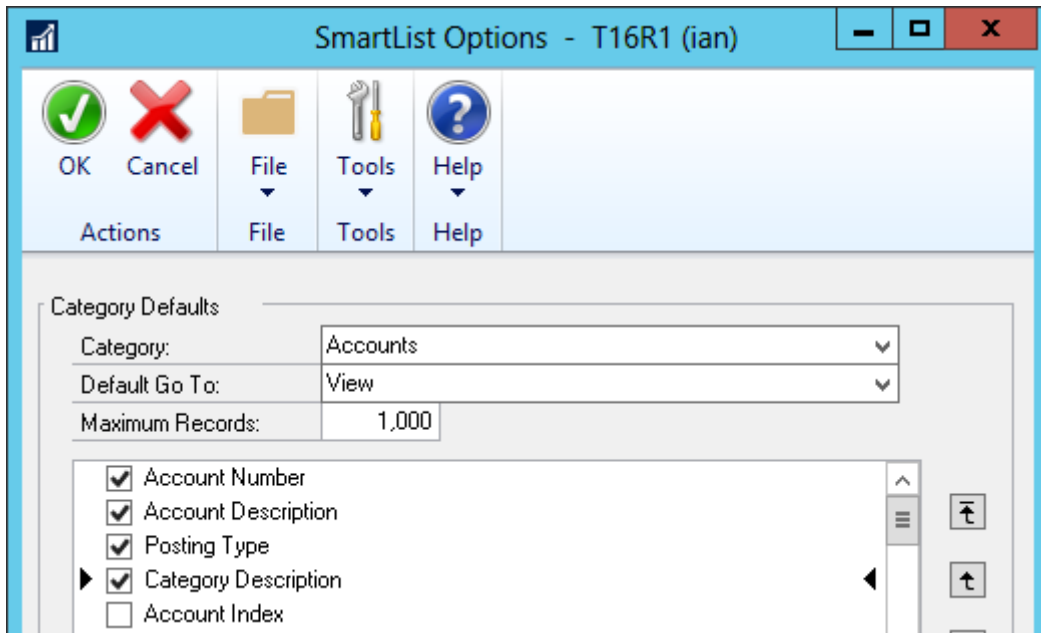 SmartList Options - T16R1 (ian)
OK Cancel File Tools Help
Actions File Tools Help
Category Defaults
Category: Accounts
Default Go To: View
Maximum Records: 1,000
Account Number
Account Description
Posting Type
Category Description
Account Index